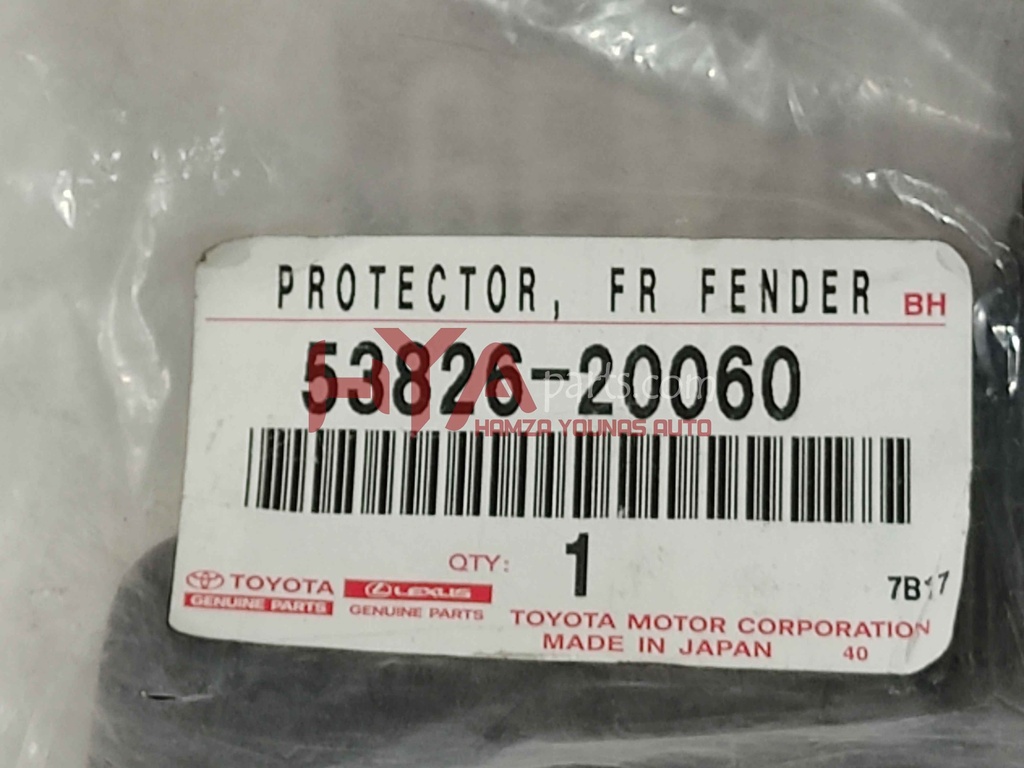 PROTECTOR, FR FENDER BH
53826-20060
HYA parts.com
HAMZA YOUNAS AUTO
QTY: 1
TOYOTA LEXUS 7B17
GENUINE PARTS GENUINE PARTS
TOYOTA MOTOR CORPORATION
MADE IN JAPAN 40